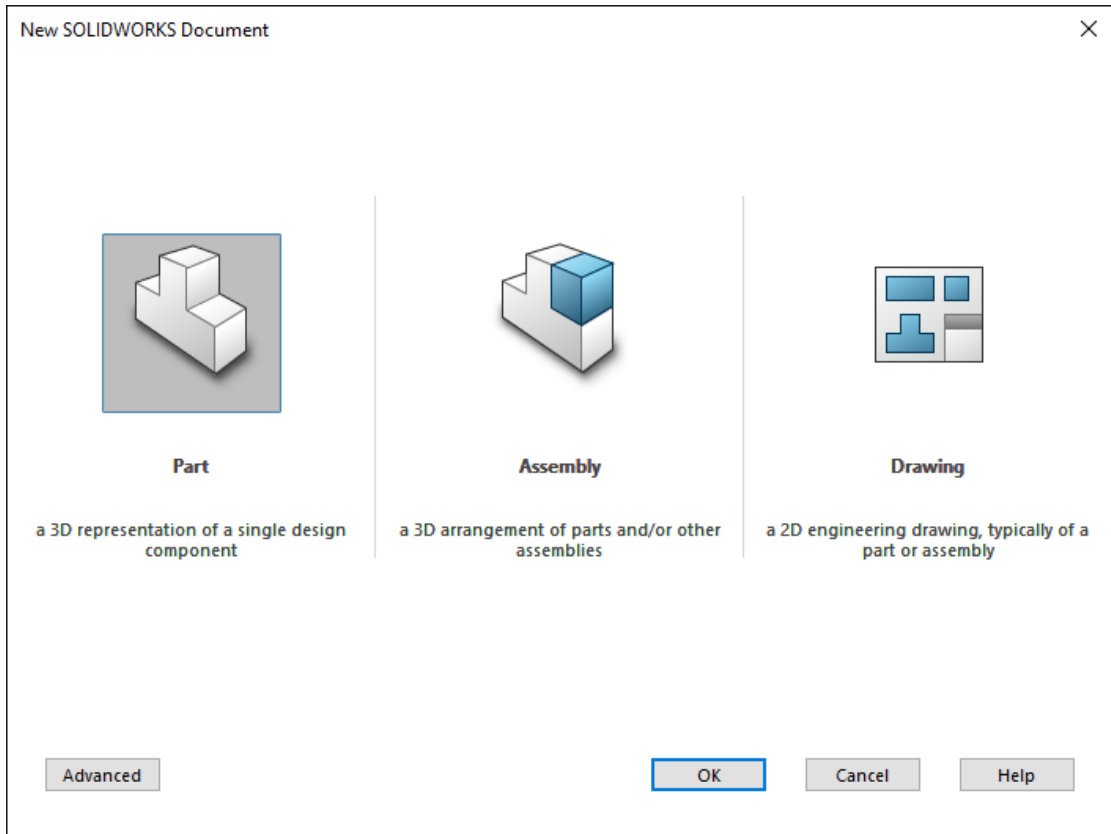 New SOLIDWORKS Document
Part
a 3D representation of a single design
component
Assembly
a 3D arrangement of parts and/or other
assemblies
Drawing
a 2D engineering drawing, typically of a
part or assembly
Advanced
OK
Cancel
Help